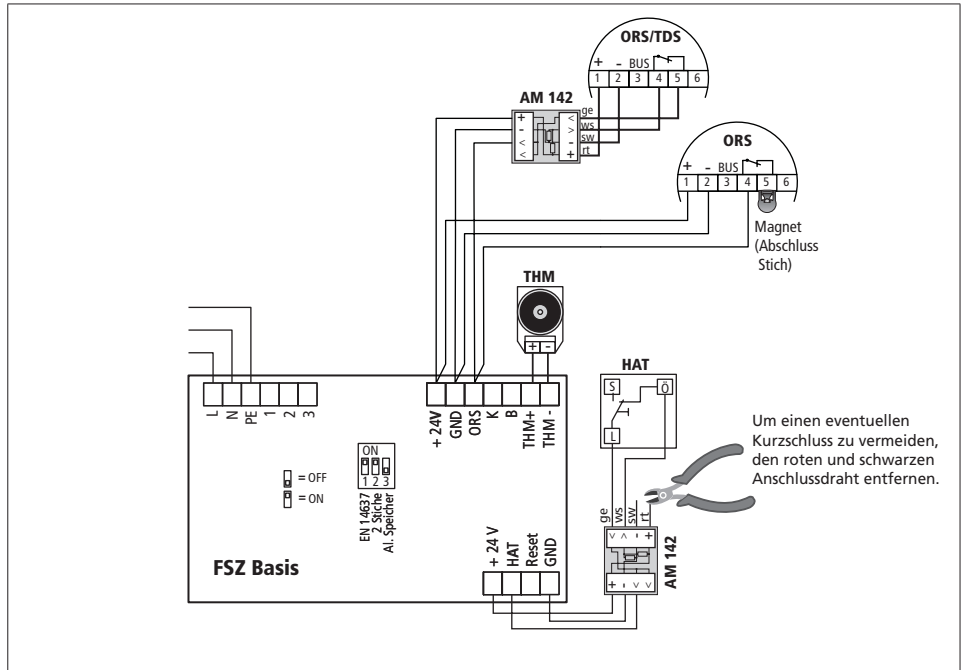 ORS/TDS
+ - BUS
1 2 3 4 5 6
AM 142
+
-
<
<
<
>
-
+
ge
ws
sw
rt
ORS
+ - BUS
1 2 3 4 5 6
Magnet
(Abschluss
Stich)
THM
+ -
HAT
S
Ö
L
Um einen eventuellen
Kurzschluss zu vermeiden,
den roten und schwarzen
Anschlussdraht entfernen.
L
N
PE
1
2
3
+ 24V
GND
ORS
K
B
THM+
THM -
ON
1 2 3
= OFF
= ON
EN 14637
2 Stiche
Al. Speicher
FSZ Basis
+ 24 V
HAT
Reset
GND
ge
ws
sw
rt
< > - +
+ - < <
AM 142